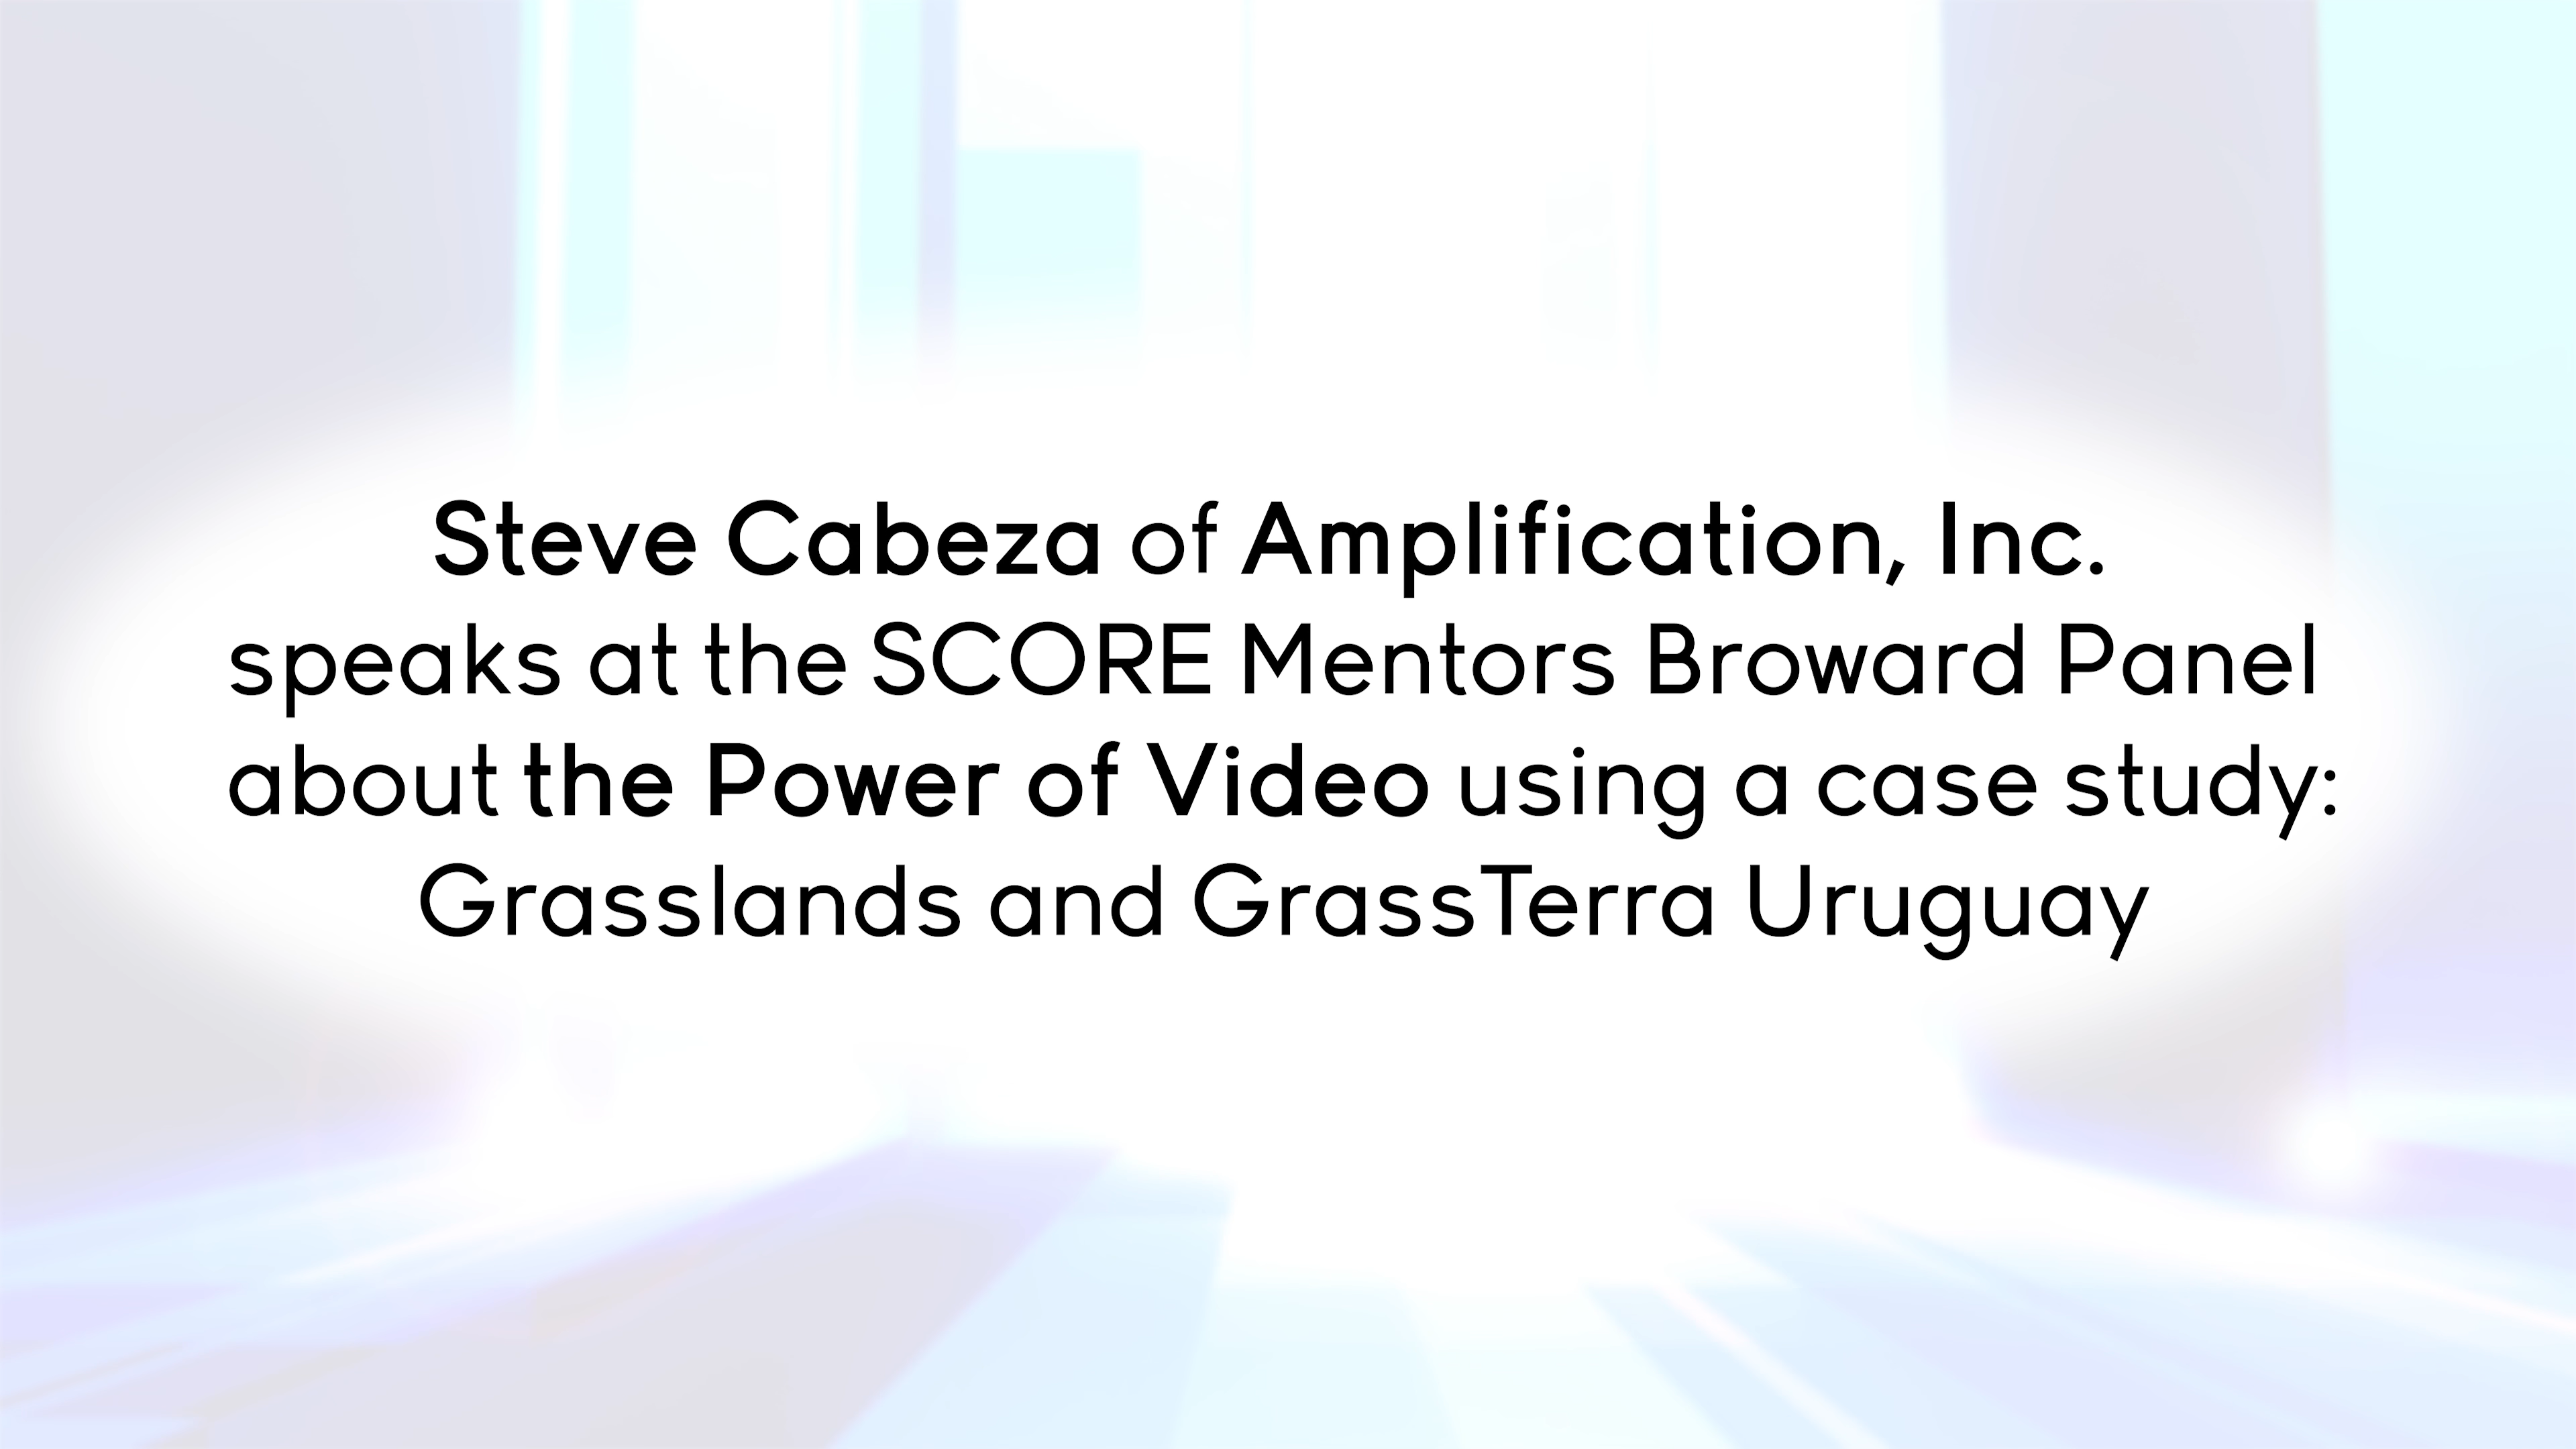 Steve Cabeza of Amplification, Inc.
speaks at the SCORE Mentors Broward Panel
about the Power of Video using a case study:
Grasslands and GrassTerra Uruguay